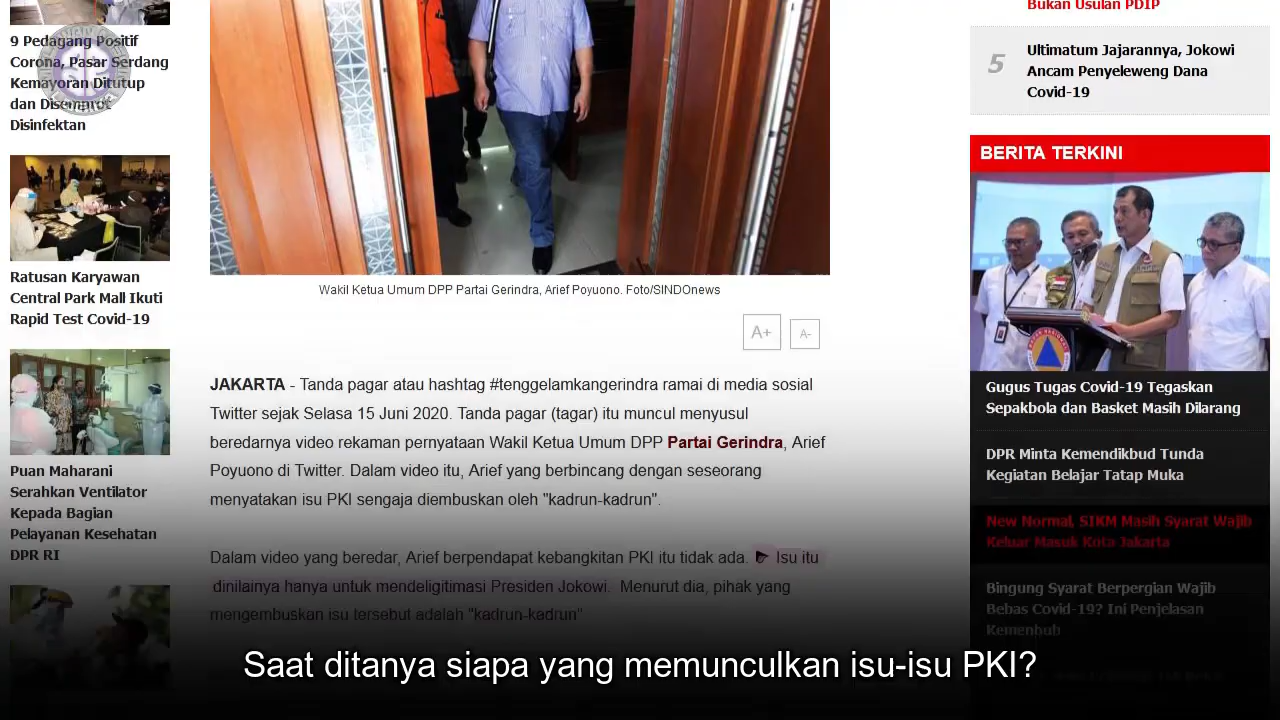 9 Pedagang Positif
Corona, Pasar Serdang
Kemayoran Ditutup
dan Disemprot
Disinfektan
Ratusan Karyawan
Central Park Mall Ikuti
Rapid Test Covid-19
Puan Maharani
Serahkan Ventilator
Kepada Bagian
Pelayanan Kesehatan
DPR RI
Wakil Ketua Umum DPP Partai Gerindra, Arief Poyuono. Foto/SINDOnews
A+ A-
JAKARTA - Tanda pagar atau hashtag #tenggelamkangerindra ramai di media sosial
Twitter sejak Selasa 15 Juni 2020. Tanda pagar (tagar) itu muncul menyusul
beredarnya video rekaman pernyataan Wakil Ketua Umum DPP Partai Gerindra, Arief
Poyuono di Twitter. Dalam video itu, Arief yang berbincang dengan seseorang
menyatakan isu PKI sengaja diembuskan oleh "kadrun-kadrun".
Dalam video yang beredar, Arief berpendapat kebangkitan PKI itu tidak ada. Isu itu
dinilainya hanya untuk mendeligitimasi Presiden Jokowi. Menurut dia, pihak yang
mengembuskan isu tersebut adalah "kadrun-kadrun"
Bukan Usulan PDIP
5
Ultimatum Jajarannya, Jokowi
Ancam Penyeleweng Dana
Covid-19
BERITA TERKINI
Gugus Tugas Covid-19 Tegaskan
Sepakbola dan Basket Masih Dilarang
DPR Minta Kemendikbud Tunda
Kegiatan Belajar Tatap Muka
New Normal, SIKM Masih Syarat Wajib
Keluar Masuk Kota Jakarta
Bingung Syarat Berpergian Wajib
Bebas Covid-19? Ini Penjelasan
Kemenhub
Saat ditanya siapa yang memunculkan isu-isu PKI?